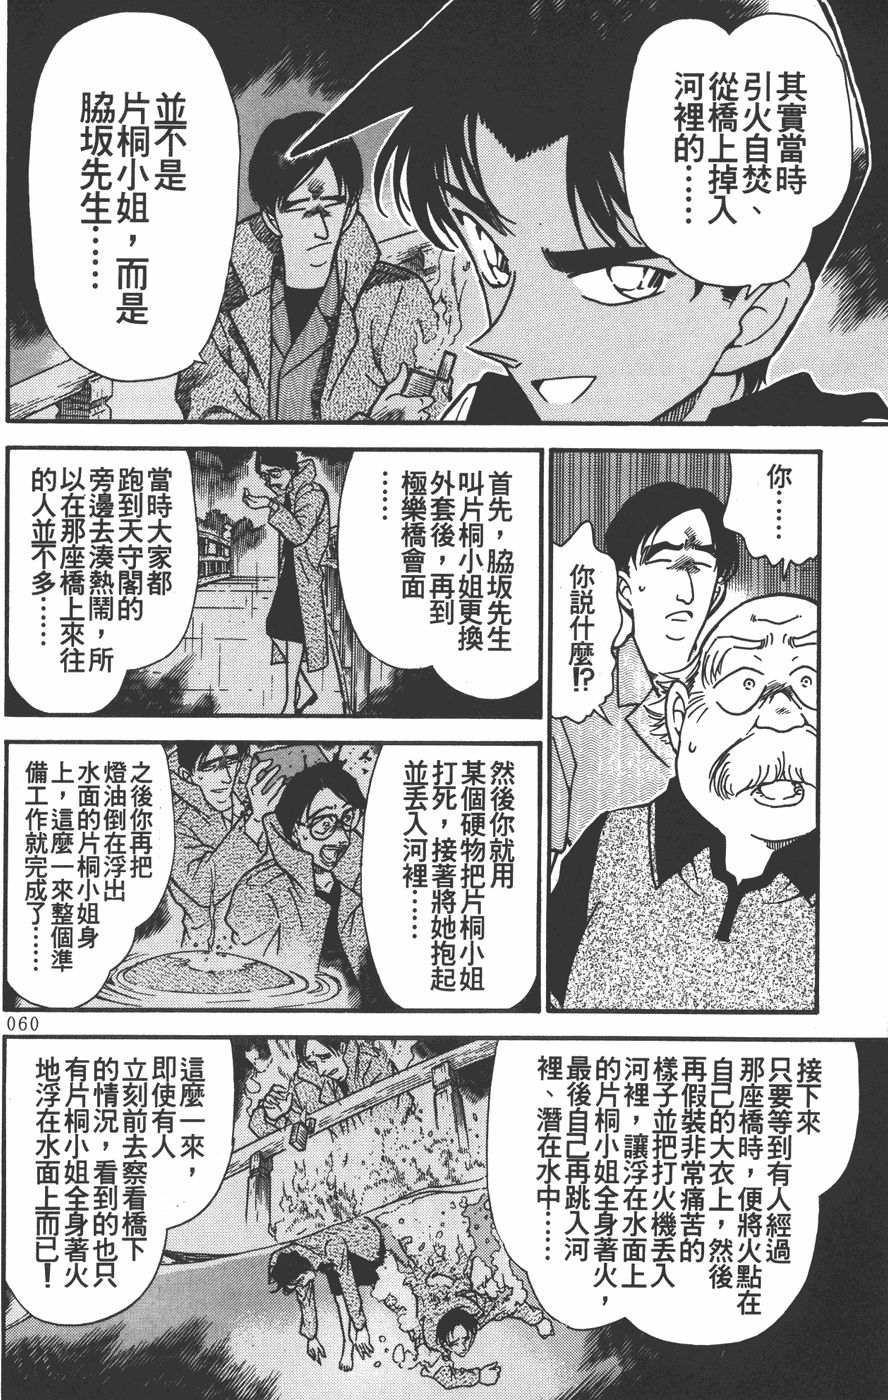 其實當時
引火自焚、
從橋上掉入
河裡的……
並不是
片桐小姐，而是
脇坂先生……
你……
你說什麼!?
首先，脇坂先生
叫片桐小姐更換
外套後，再到
極樂橋會面
……
當時大家都
跑到天守閣的
旁邊去湊熱鬧，所
以在那座橋上來往
的人並不多……
然後你就用
某個硬物把片桐小姐
打死，接著將她抱起
並丟入河裡……
之後你再把
燈油倒在浮出
水面的片桐小姐身
上，這麼一來整個準
備工作就完成了……
060
接下來
只要等到有人經過
那座橋時，便將火點在
自己的大衣上，然後
再假裝非常痛苦的
樣子並把打火機丟入
河裡，讓浮在水面上
的片桐小姐全身著火，
最後自己再跳入河
裡、潛在水中……
這麼一來，
即使有人
立刻前去察看橋下
的情況，看到的也只
有片桐小姐全身著火
地浮在水面上而已！